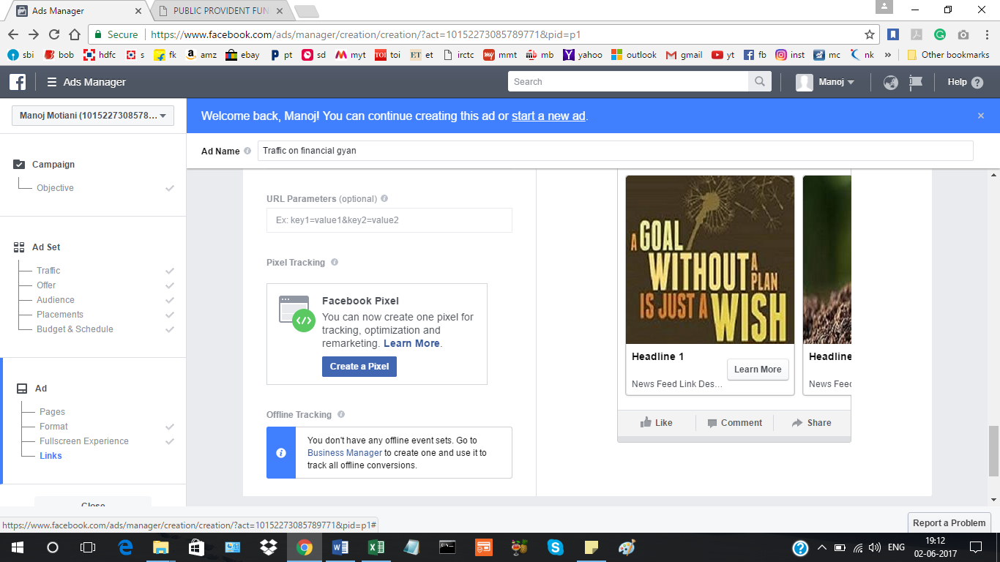 Ads Manager
PUBLIC PROVIDENT FUN
Secure
https://www.facebook.com/ads/manager/creation/creation/?act=10152273085789771&pid=p1
sbi bob hdfc s fk amz ebay pt sd myt TOI toi ET et irctc my mmt mb yahoo outlook gmail yt fb inst mc nk » Other bookmarks
Ads Manager
Search
Manoj
Help ?
Manoj Motiani (1015227308578...
Welcome back, Manoj! You can continue creating this ad or start a new ad.
Ad Name
Traffic on financial gyan
Campaign
Objective
Ad Set
Traffic
Offer
Audience
Placements
Budget & Schedule
Ad
Pages
Format
Fullscreen Experience
Links
Close
URL Parameters (optional)
Ex: key1=value1&key2=value2
Pixel Tracking
Facebook Pixel
You can now create one pixel for
tracking, optimization and
remarketing. Learn More.
Create a Pixel
Offline Tracking
You don't have any offline event sets. Go to
Business Manager to create one and use it to
track all offline conversions.
A GOAL
WITHOUT A
PLAN
IS JUST A WISH
Headline 1
Learn More
News Feed Link Des...
Headline
News Feed
Like
Comment
Share
https://www.facebook.com/ads/manager/creation/creation/?act=10152273085789771&pid=p1#
Report a Problem
ENG
19:12
02-06-2017